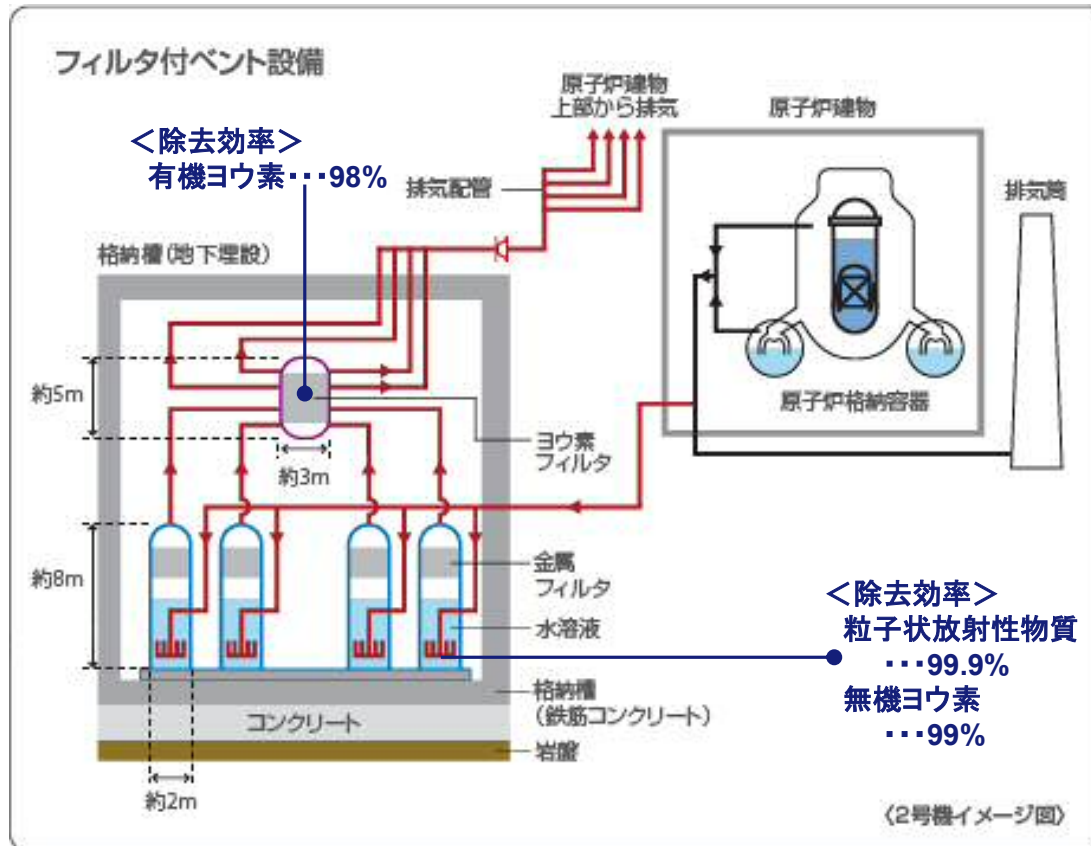 フィルタ付ベント設備
＜除去効率＞
有機ヨウ素･･･98%
原子炉建物
上部から排気
排気配管
原子炉建物
排気筒
原子炉格納容器
格納槽（地下埋設）
約5m
約3m
ヨウ素
フィルタ
約8m
金属
フィルタ
水溶液
＜除去効率＞
粒子状放射性物質
･･･99.9%
無機ヨウ素
･･･99%
格納槽
（鉄筋コンクリート）
コンクリート
岩盤
約2m
〈2号機イメージ図〉